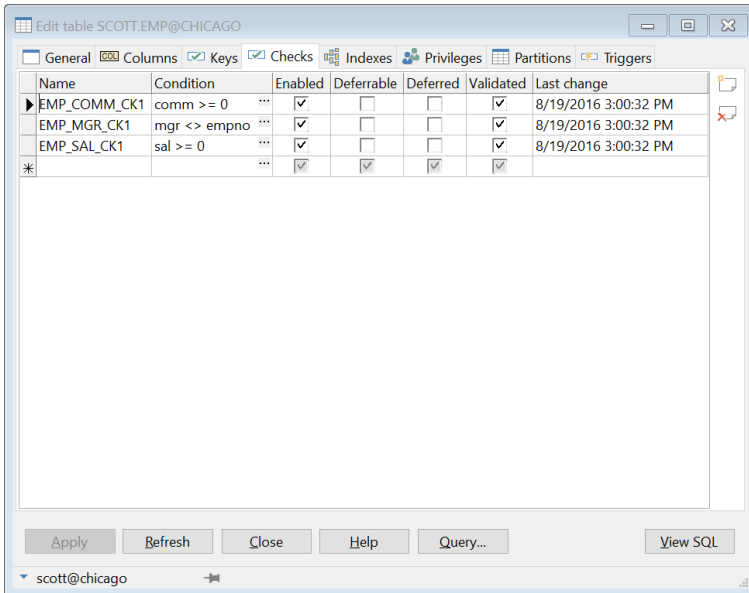 Edit table SCOTT.EMP@CHICAGO
General COL Columns Keys Checks Indexes Privileges Partitions Triggers
Name Condition Enabled Deferrable Deferred Validated Last change
EMP_COMM_CK1 comm >= 0 ... 8/19/2016 3:00:32 PM
EMP_MGR_CK1 mgr <> empno ... 8/19/2016 3:00:32 PM
EMP_SAL_CK1 sal >= 0 ... 8/19/2016 3:00:32 PM
...
Apply Refresh Close Help Query... View SQL
scott@chicago